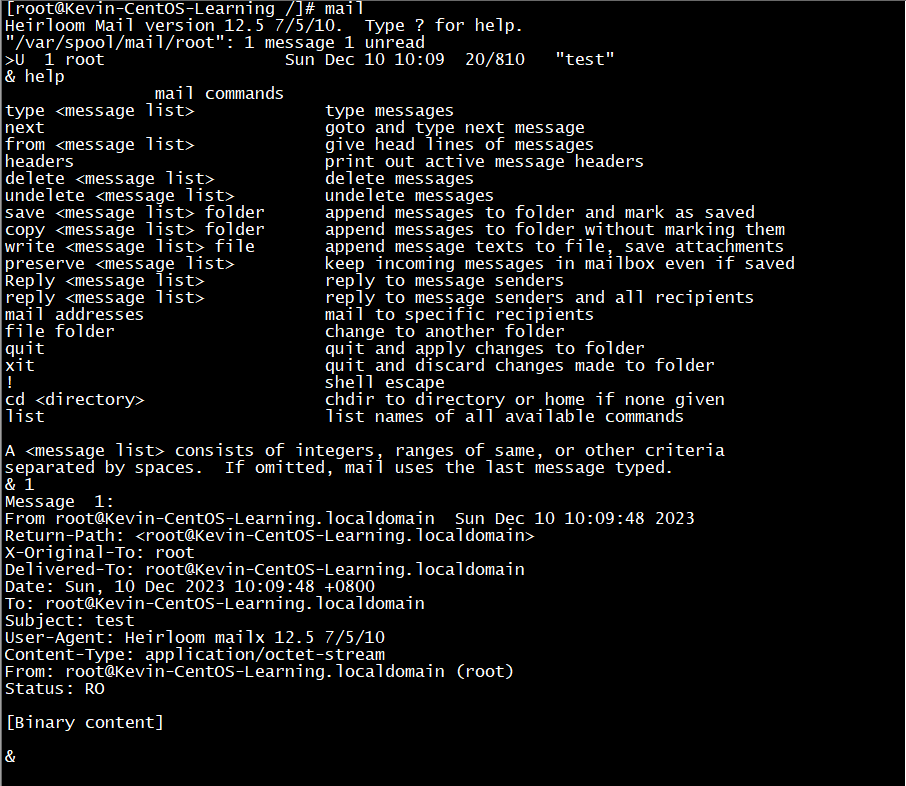 [root@Kevin-CentOS-Learning /]# mail
Heirloom Mail version 12.5 7/5/10.  Type ? for help.
"/var/spool/mail/root": 1 message 1 unread
>U  1 root                  Sun Dec 10 10:09  20/810   "test"
& help
               mail commands
type <message list>             type messages
next                            goto and type next message
from <message list>             give head lines of messages
headers                         print out active message headers
delete <message list>           delete messages
undelete <message list>         undelete messages
save <message list> folder      append messages to folder and mark as saved
copy <message list> folder      append messages to folder without marking them
write <message list> file       append message texts to file, save attachments
preserve <message list>         keep incoming messages in mailbox even if saved
Reply <message list>            reply to message senders
reply <message list>            reply to message senders and all recipients
mail addresses                  mail to specific recipients
file folder                     change to another folder
quit                            quit and apply changes to folder
xit                             quit and discard changes made to folder
!                               shell escape
cd <directory>                  chdir to directory or home if none given
list                            list names of all available commands

A <message list> consists of integers, ranges of same, or other criteria
separated by spaces.  If omitted, mail uses the last message typed.
& 1
Message  1:
From root@Kevin-CentOS-Learning.localdomain  Sun Dec 10 10:09:48 2023
Return-Path: <root@Kevin-CentOS-Learning.localdomain>
X-Original-To: root
Delivered-To: root@Kevin-CentOS-Learning.localdomain
Date: Sun, 10 Dec 2023 10:09:48 +0800
To: root@Kevin-CentOS-Learning.localdomain
Subject: test
User-Agent: Heirloom mailx 12.5 7/5/10
Content-Type: application/octet-stream
From: root@Kevin-CentOS-Learning.localdomain (root)
Status: RO

[Binary content]

&